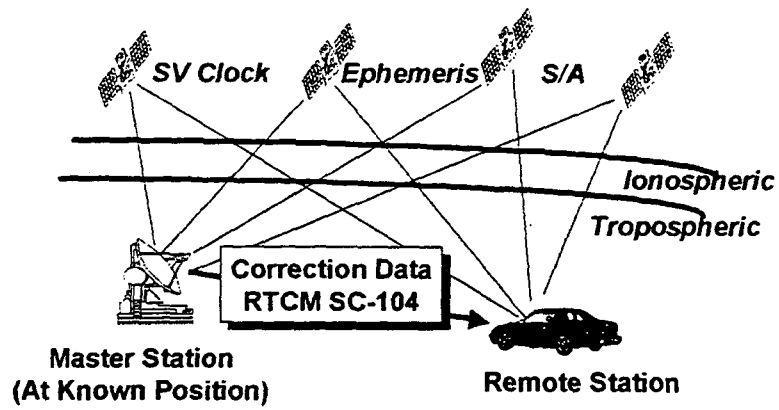 SV Clock
Ephemeris
S/A
Ionospheric
Tropospheric
Correction Data
RTCM SC-104
Master Station
(At Known Position)
Remote Station